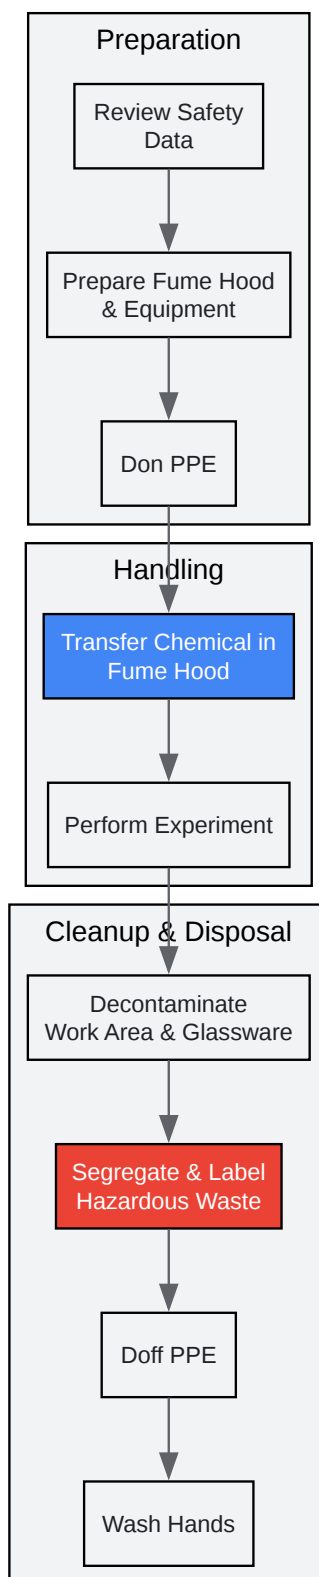 Preparation
Review Safety
Data
Prepare Fume Hood
& Equipment
Don PPE
Handling
Transfer Chemical in
Fume Hood
Perform Experiment
Cleanup & Disposal
Decontaminate
Work Area & Glassware
Segregate & Label
Hazardous Waste
Doff PPE
Wash Hands